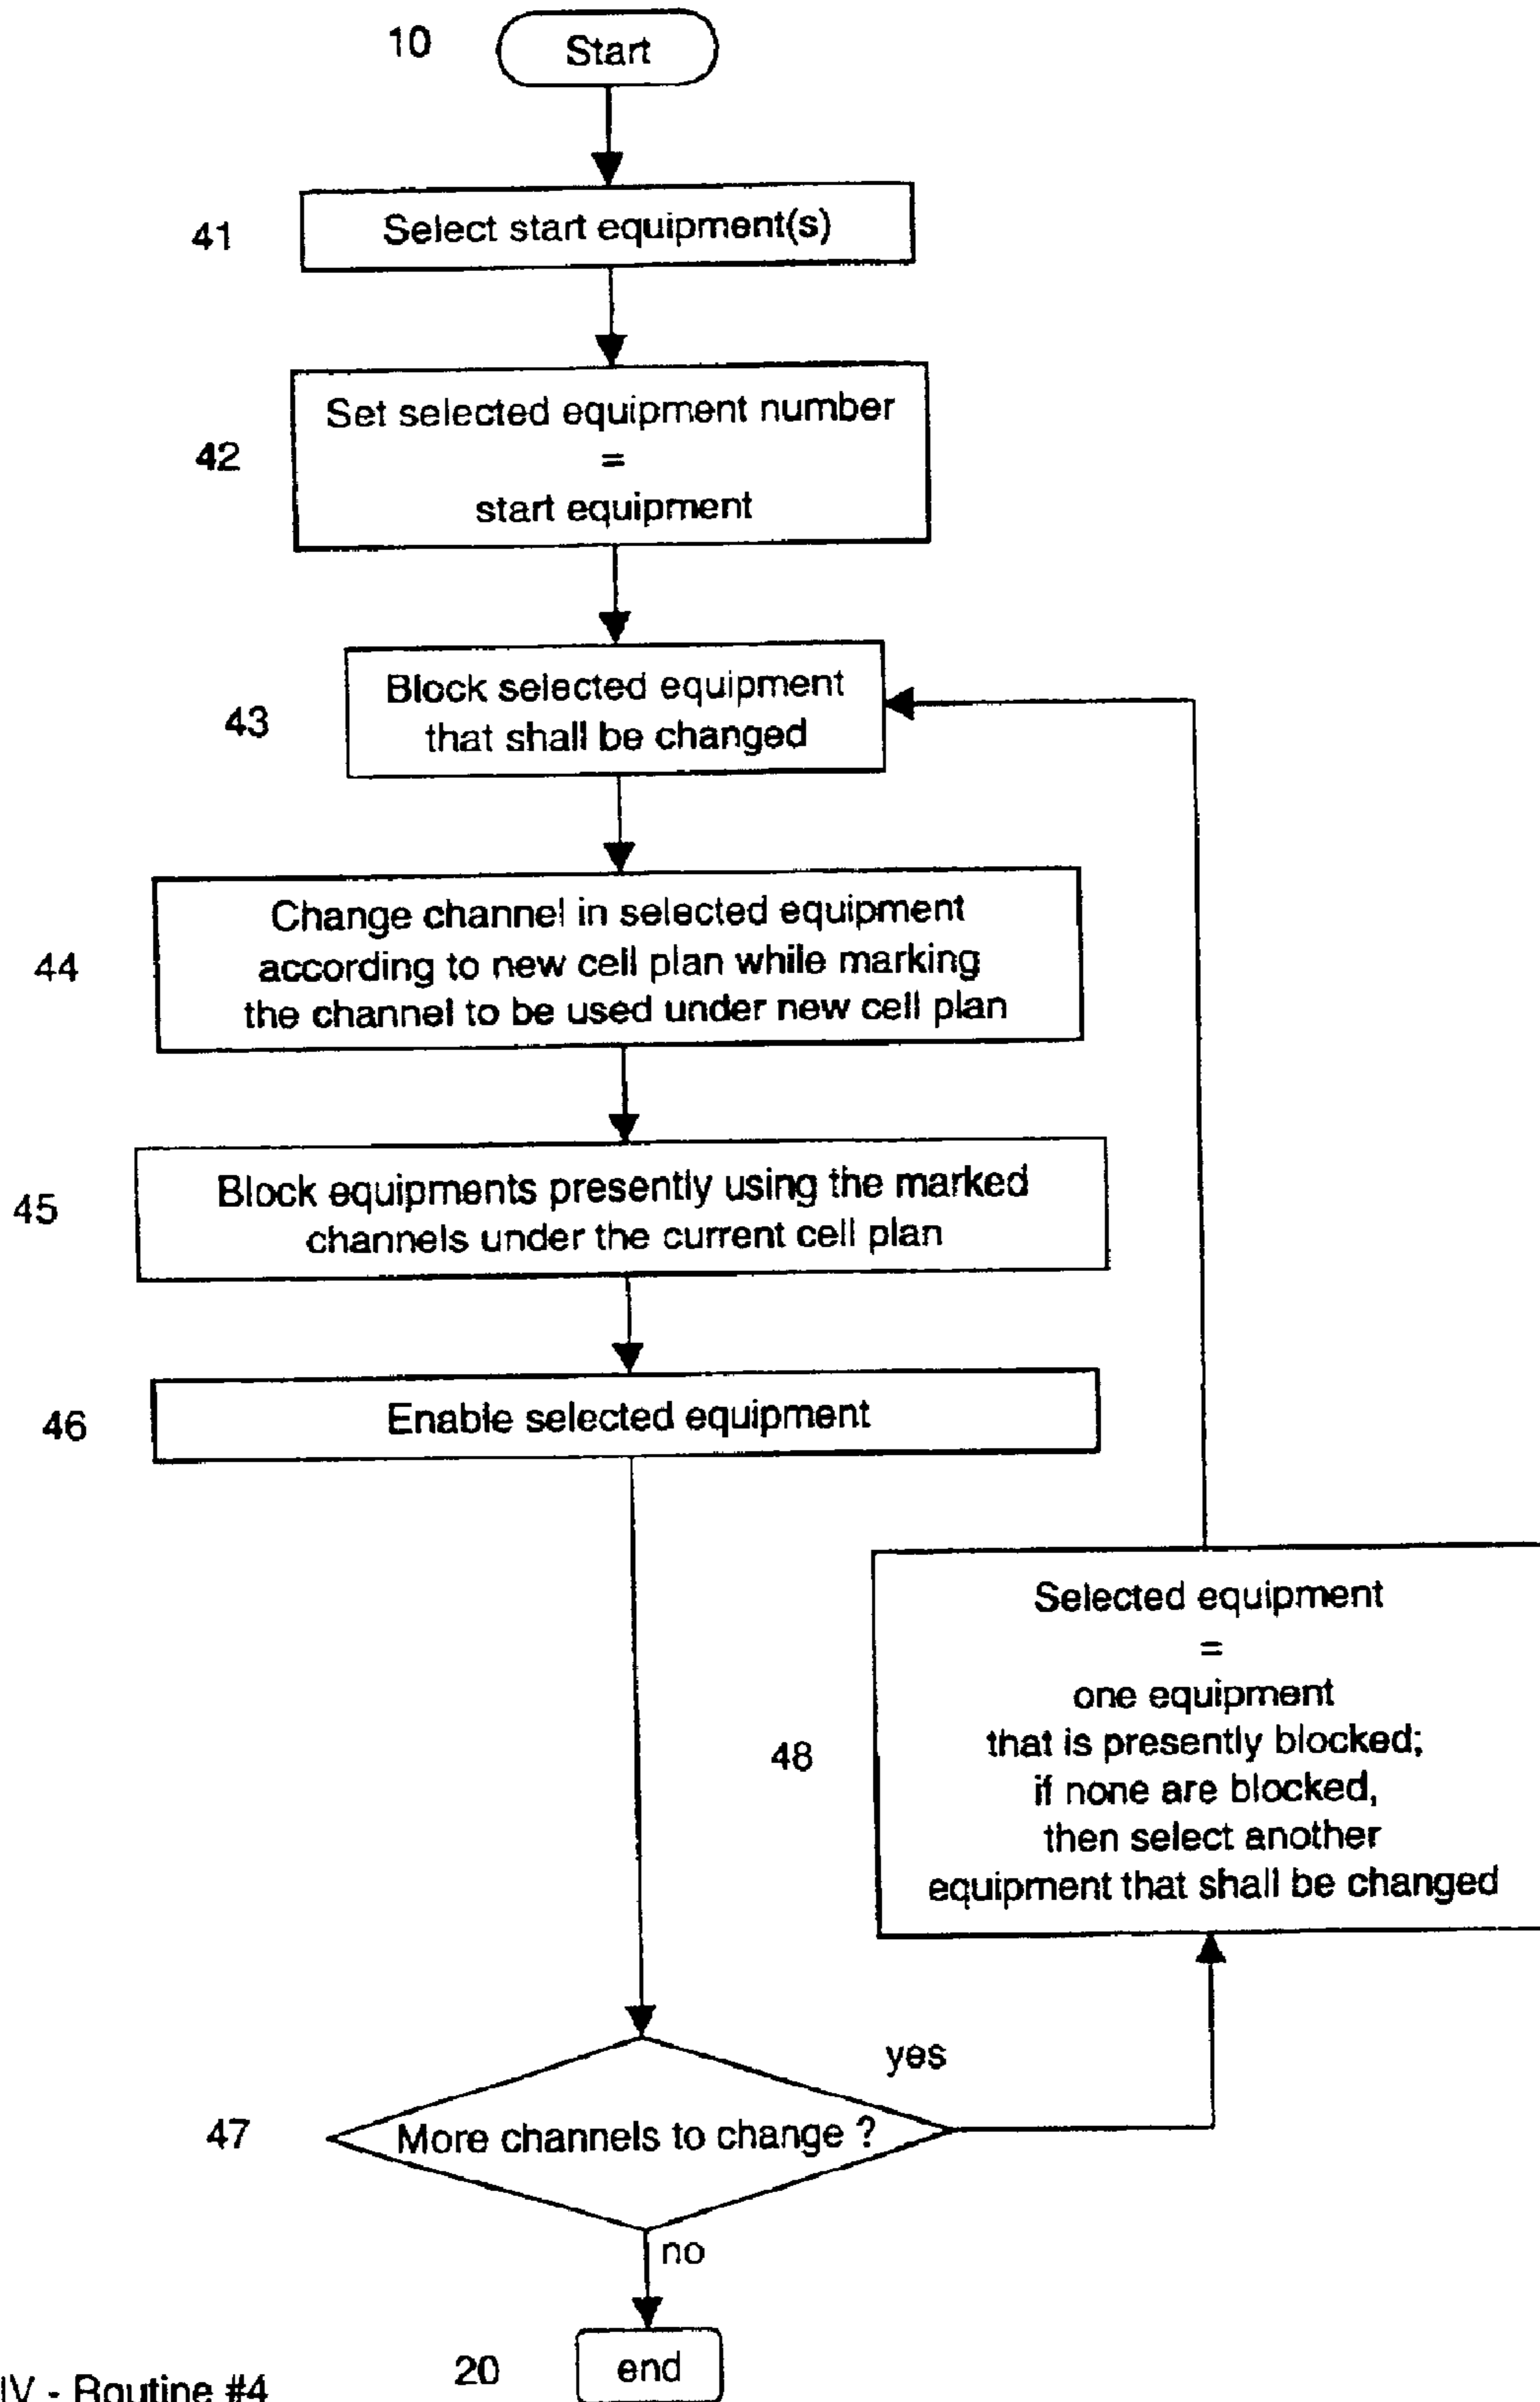 10
Start
41
Select start equipment(s)
42
Set selected equipment number
=
start equipment
43
Block selected equipment
that shall be changed
44
Change channel in selected equipment
according to new cell plan while marking
the channel to be used under new cell plan
45
Block equipments presently using the marked
channels under the current cell plan
46
Enable selected equipment
48
Selected equipment
=
one equipment
that is presently blocked;
if none are blocked,
then select another
equipment that shall be changed
47
More channels to change ?
yes
no
20
end
IV - Routine #4